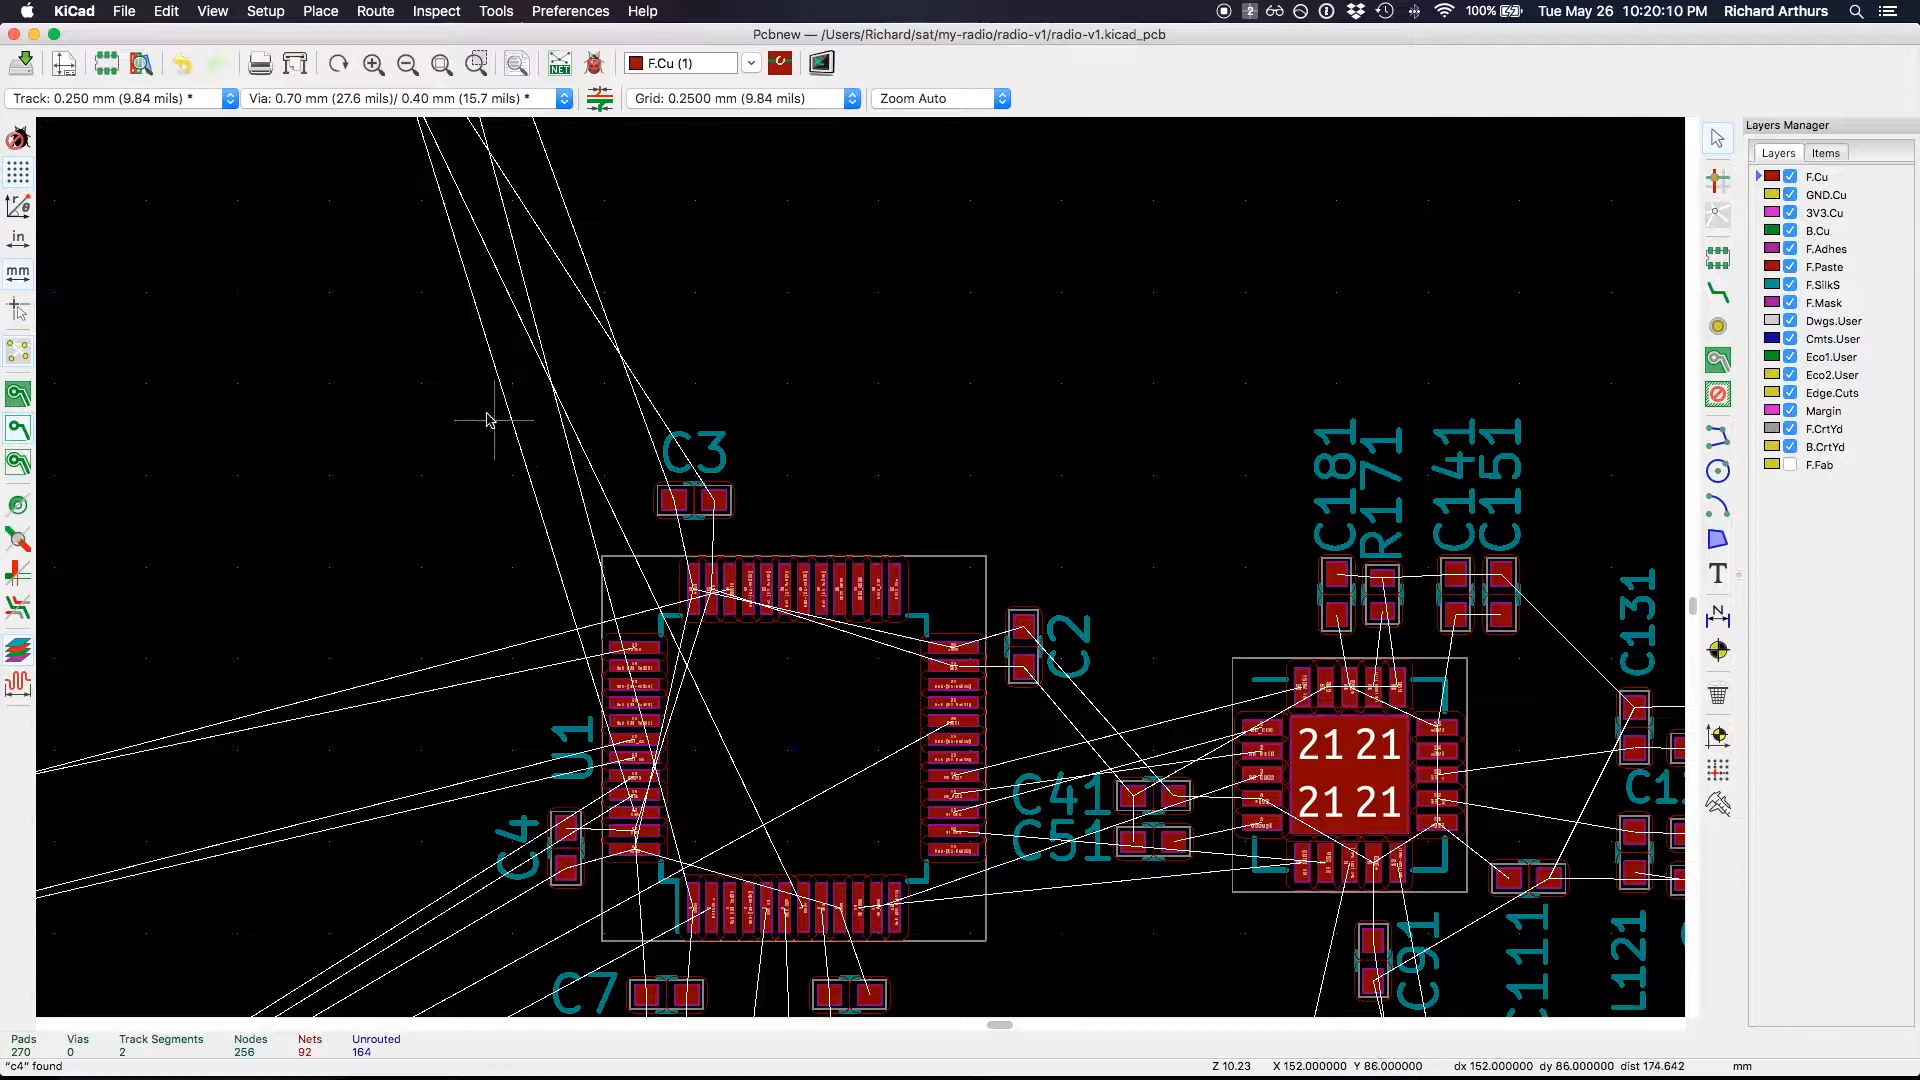 KiCad File Edit View Setup Place Route Inspect Tools Preferences Help 2 100% Tue May 26 10:20:10 PM Richard Arthurs
Pcbnew — /Users/Richard/sat/my-radio/radio-v1/radio-v1.kicad_pcb
NET F.Cu (1)
Track: 0.250 mm (9.84 mils) * Via: 0.70 mm (27.6 mils)/ 0.40 mm (15.7 mils) * Grid: 0.2500 mm (9.84 mils) Zoom Auto
in
mm
T
N
Layers Manager
Layers Items
F.Cu
GND.Cu
3V3.Cu
B.Cu
F.Adhes
F.Paste
F.SilkS
F.Mask
Dwgs.User
Cmts.User
Eco1.User
Eco2.User
Edge.Cuts
Margin
F.CrtYd
B.CrtYd
F.Fab
C3
C181
R171
C141
C151
C131
C2
U1
21 21
21 21
C41
C51
C4
C7
C91
C111
L121
Pads Vias Track Segments Nodes Nets Unrouted
270 0 2 256 92 164
"c4" found Z 10.23 X 152.000000 Y 86.000000 dx 152.000000 dy 86.000000 dist 174.642 mm